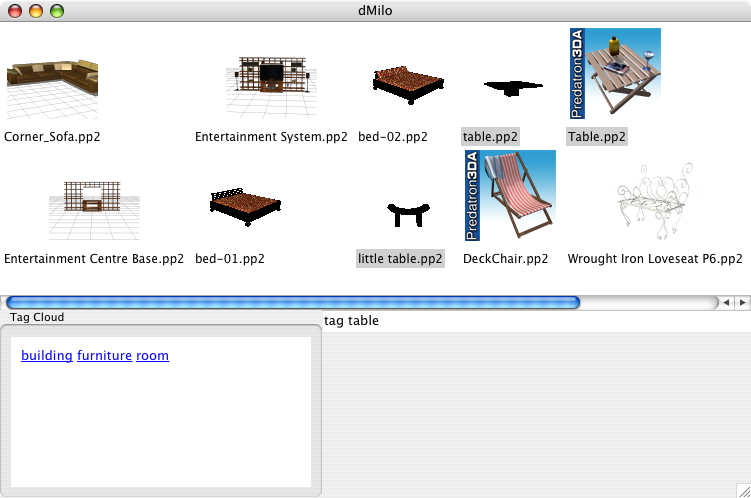 dMilo
Predatron3DA
Corner_Sofa.pp2
Entertainment System.pp2
bed-02.pp2
table.pp2
Table.pp2
Predatron3DA
Entertainment Centre Base.pp2
bed-01.pp2
little table.pp2
DeckChair.pp2
Wrought Iron Loveseat P6.pp2
Tag Cloud
tag table
building furniture room